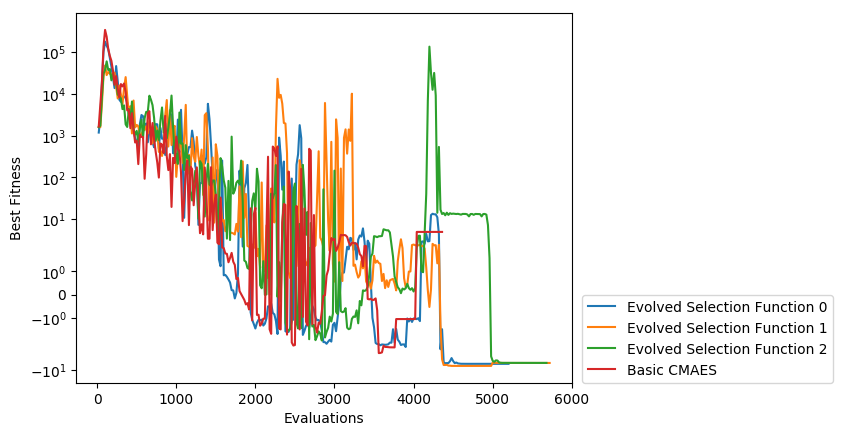 Best Fitness
10^5
10^4
10^3
10^2
10^1
10^0
0
−10^0
−10^1
0 1000 2000 3000 4000 5000 6000
Evaluations
Evolved Selection Function 0
Evolved Selection Function 1
Evolved Selection Function 2
Basic CMAES